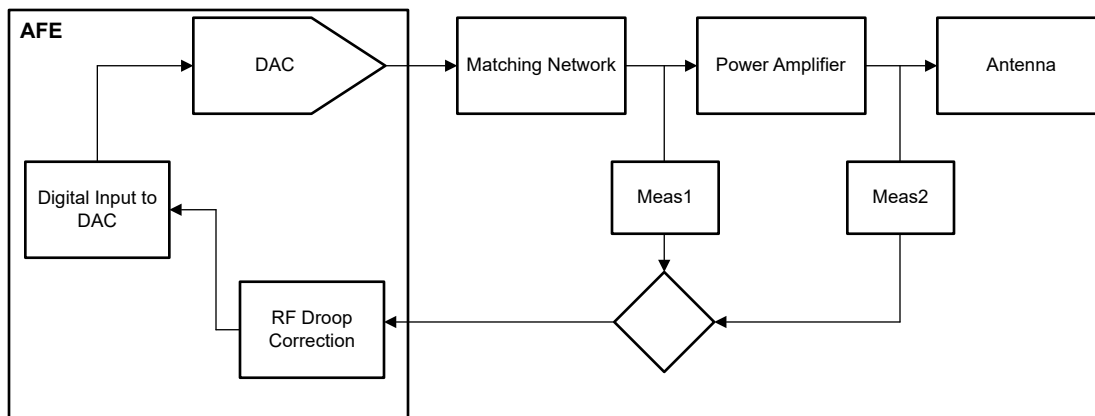 AFE
DAC
Matching Network
Power Amplifier
Antenna
Digital Input to
DAC
Meas1
Meas2
RF Droop
Correction